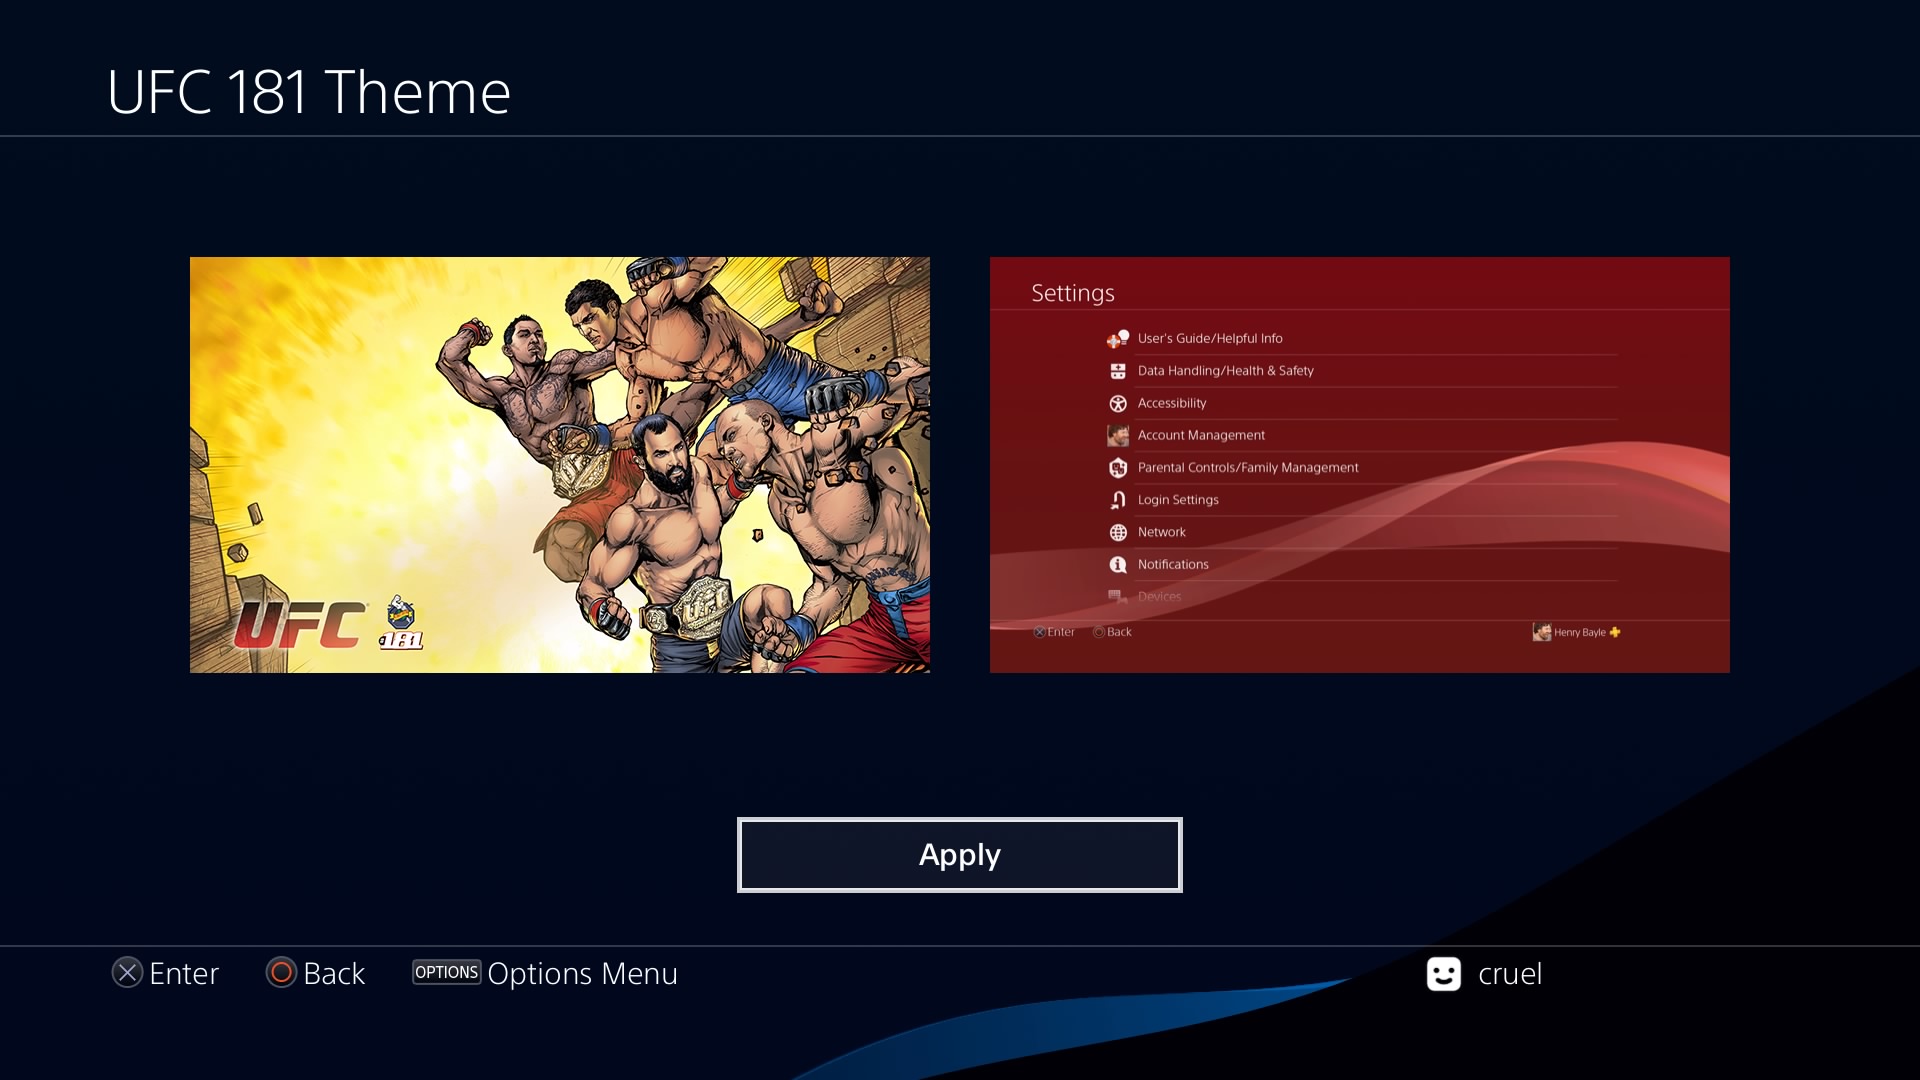 UFC 181 Theme
UFC
181
Settings
User's Guide/Helpful Info
Data Handling/Health & Safety
Accessibility
Account Management
Parental Controls/Family Management
Login Settings
Network
Notifications
Devices
Enter Back
Henry Bayle
Apply
Enter Back OPTIONS Options Menu
cruel